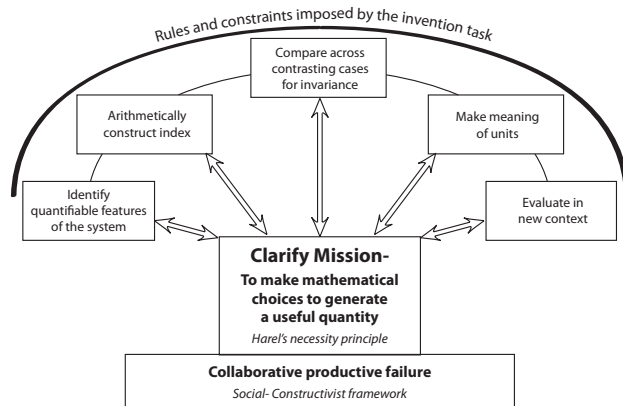 Rules and constraints imposed by the invention task
Compare across
contrasting cases
for invariance
Arithmetically
construct index
Make meaning
of units
Identify
quantifiable features
of the system
Evaluate in
new context
Clarify Mission-
To make mathematical
choices to generate
a useful quantity
Harel's necessity principle
Collaborative productive failure
Social- Constructivist framework